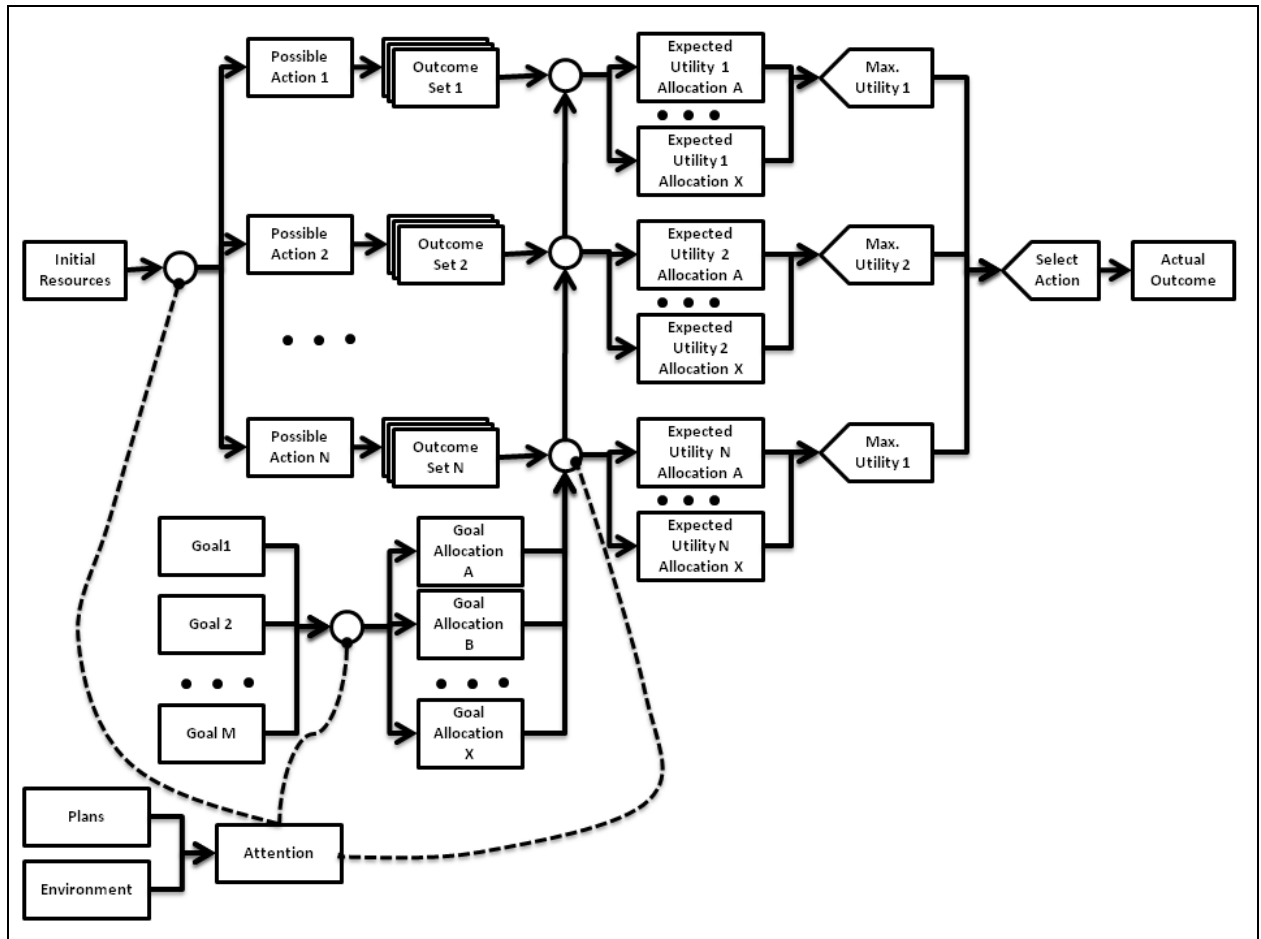 Possible
Action 1
Outcome
Set 1
Expected
Utility 1
Allocation A
Max.
Utility 1
Expected
Utility 1
Allocation X
Initial
Resources
Possible
Action 2
Outcome
Set 2
Expected
Utility 2
Allocation A
Max.
Utility 2
Select
Action
Actual
Outcome
Expected
Utility 2
Allocation X
Possible
Action N
Outcome
Set N
Expected
Utility N
Allocation A
Max.
Utility 1
Expected
Utility N
Allocation X
Goal1
Goal
Allocation
A
Goal 2
Goal
Allocation
B
Goal M
Goal
Allocation
X
Plans
Attention
Environment